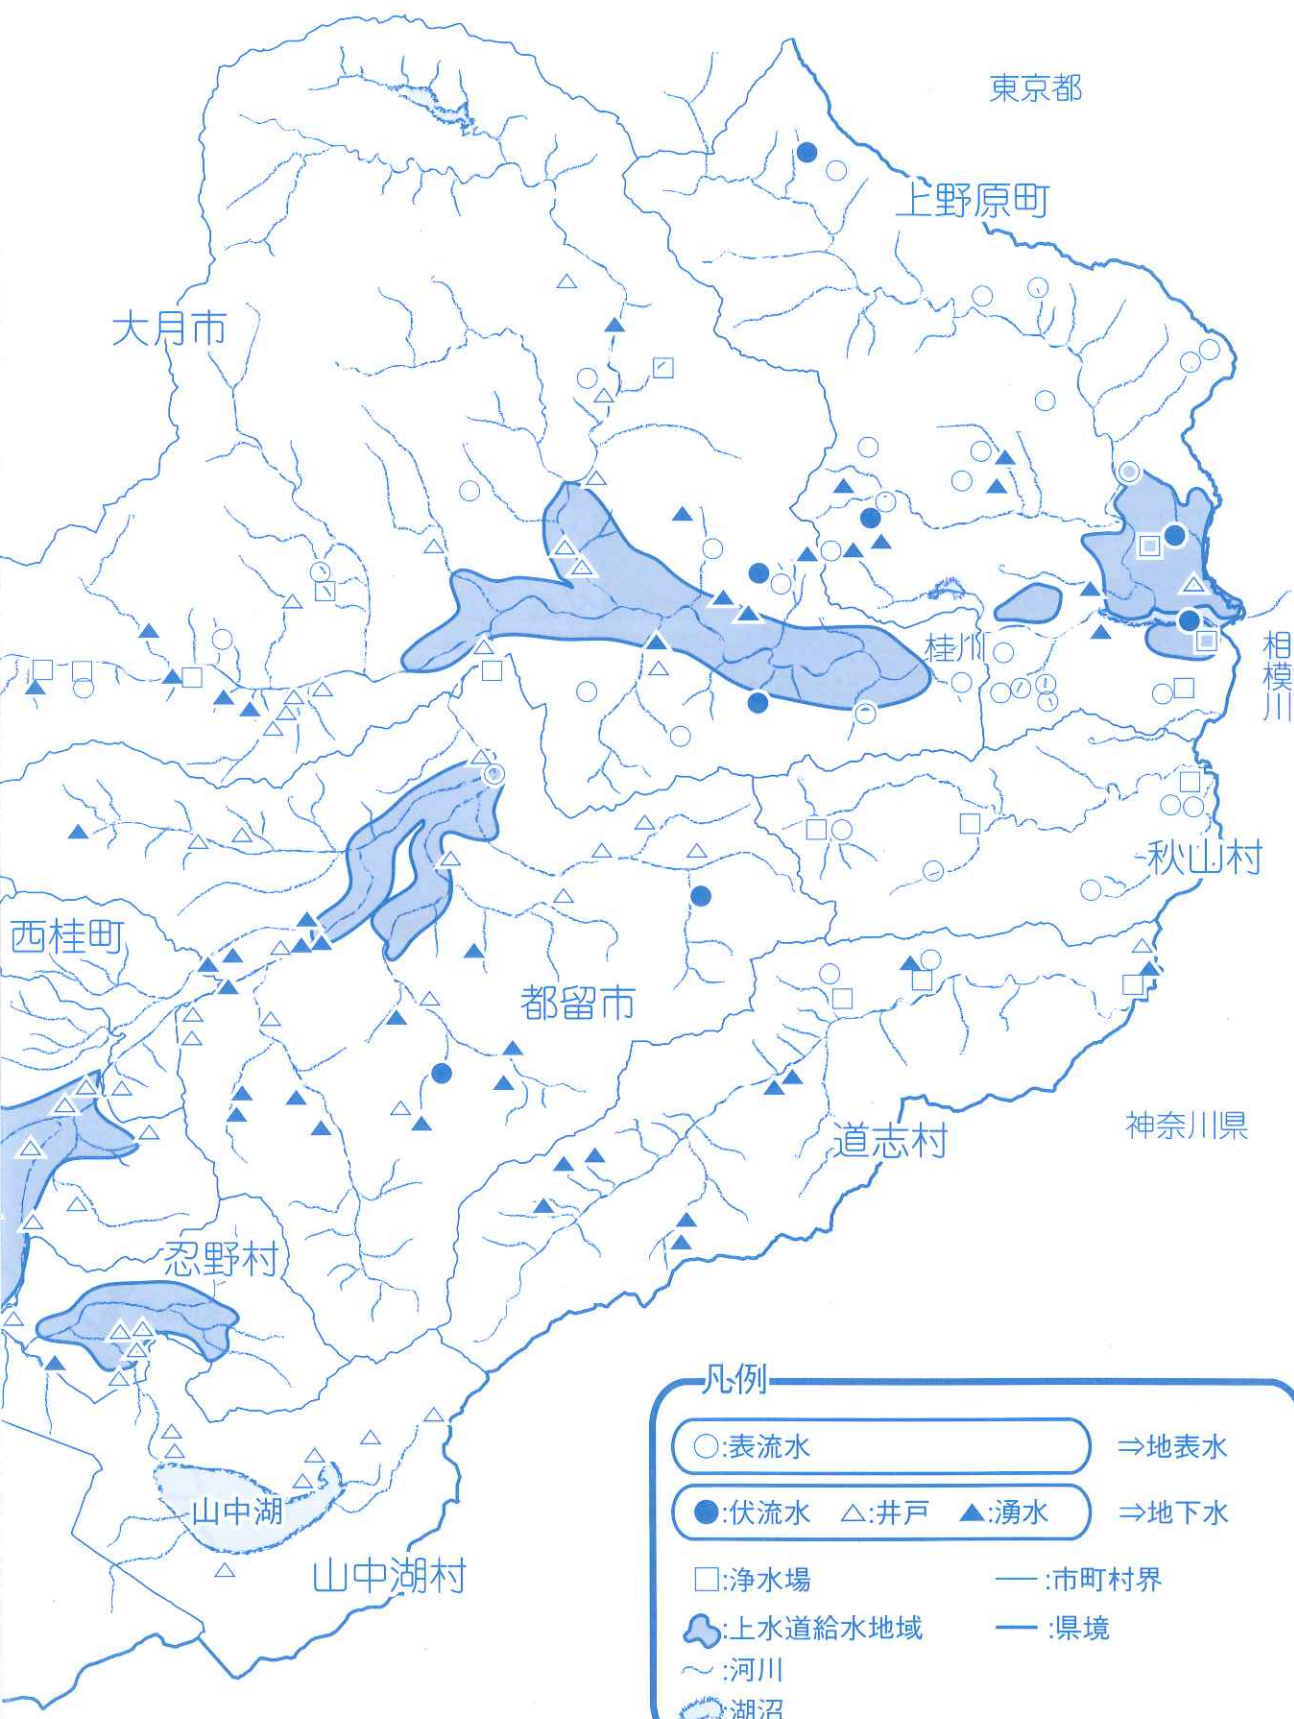 東京都
上野原町
大月市
桂川
相模川
秋山村
西桂町
都留市
神奈川県
道志村
忍野村
山中湖
山中湖村
凡例
○:表流水 ⇒地表水
●:伏流水 △:井戸 ▲:湧水 ⇒地下水
□:浄水場 ― :市町村界
:上水道給水地域 ― :県境
～:河川
:湖沼